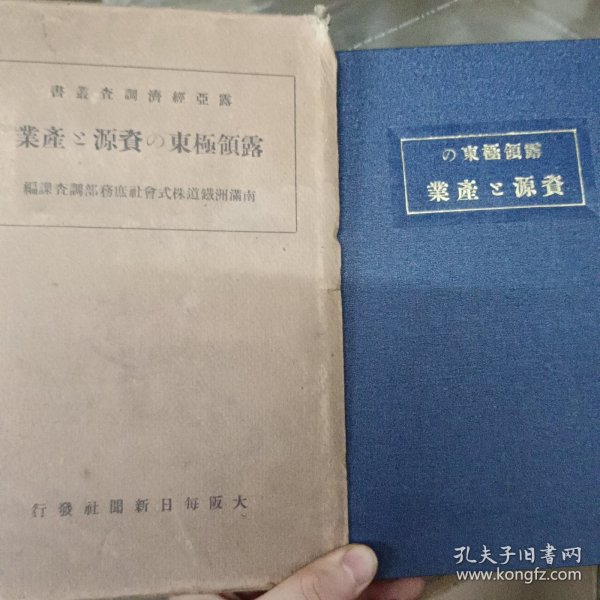 露亞經濟調査叢書
露領極東の資源と產業
南滿洲鐵道株式會社庶務部調査課編
大阪每日新聞社發行
露領極東の
資源と產業
孔夫子旧书网
www.kongfz.com